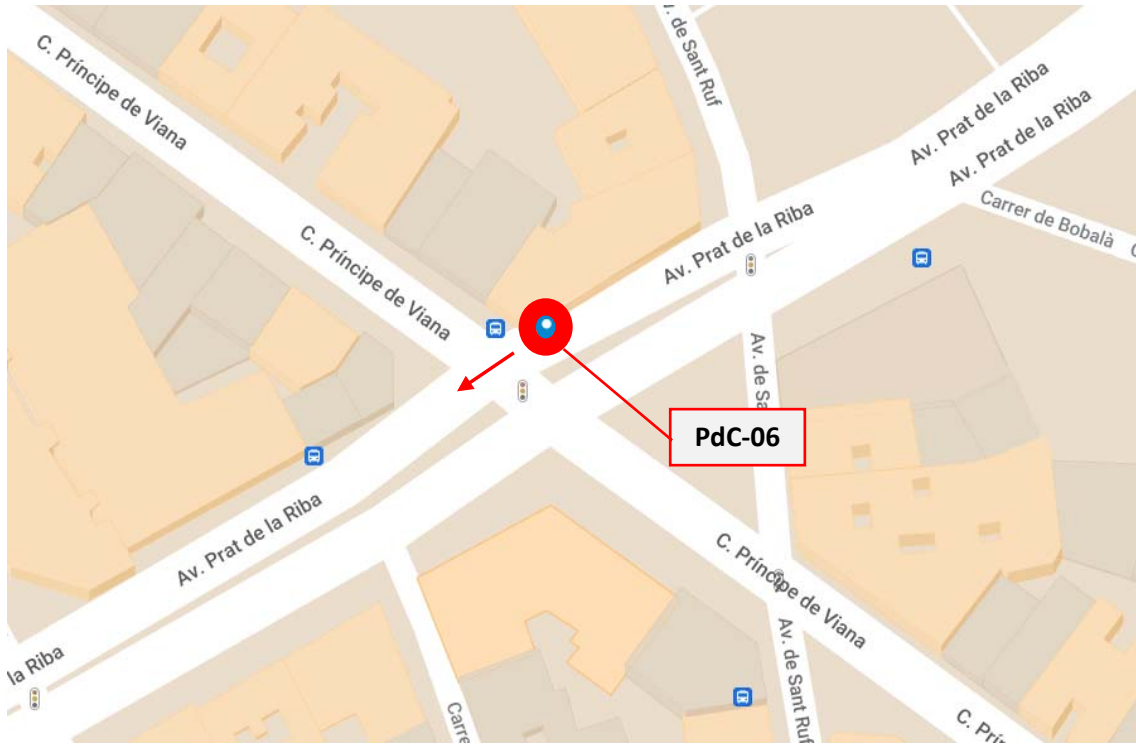 C. Príncipe de Viana
Av. de Sant Ruf
Av. Prat de la Riba
Av. Prat de la Riba
Carrer de Bobalà
C. Príncipe de Viana
Av. Prat de la Riba
Av. de Sa
PdC-06
Av. Prat de la Riba
C. Príncipe de Viana
la Riba
Av. de Sant Ruf
Carre
C. Prín